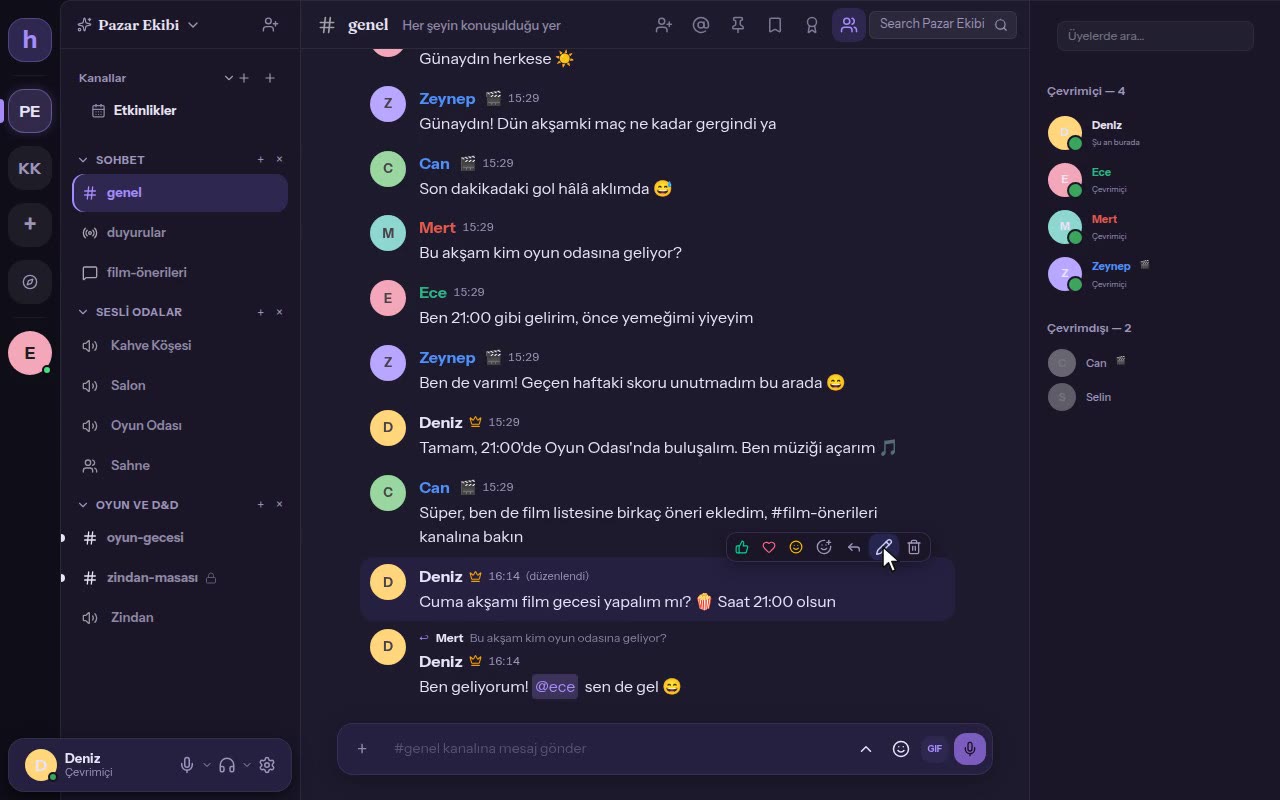 h
PE
KK
E
Pazar Ekibi
Kanallar
Etkinlikler
SOHBET
genel
duyurular
film-önerileri
SESLİ ODALAR
Kahve Köşesi
Salon
Oyun Odası
Sahne
OYUN VE D&D
oyun-gecesi
zindan-masası
Zindan
D
Deniz
Çevrimiçi
# genel Her şeyin konuşulduğu yer
Search Pazar Ekibi
Günaydın herkese ☀️
Z
Zeynep 🎬 15:29
Günaydın! Dün akşamki maç ne kadar gergindi ya
C
Can 🎬 15:29
Son dakikadaki gol hâlâ aklımda 😅
M
Mert 15:29
Bu akşam kim oyun odasına geliyor?
E
Ece 15:29
Ben 21:00 gibi gelirim, önce yemeğimi yiyeyim
Z
Zeynep 🎬 15:29
Ben de varım! Geçen haftaki skoru unutmadım bu arada 😄
D
Deniz 15:29
Tamam, 21:00'de Oyun Odası'nda buluşalım. Ben müziği açarım 🎵
C
Can 🎬 15:29
Süper, ben de film listesine birkaç öneri ekledim, #film-önerileri
kanalına bakın
D
Deniz 16:14 (düzenlendi)
Cuma akşamı film gecesi yapalım mı? 🍿 Saat 21:00 olsun
Mert Bu akşam kim oyun odasına geliyor?
D
Deniz 16:14
Ben geliyorum! @ece sen de gel 😄
#genel kanalına mesaj gönder
GIF
Üyelerde ara...
Çevrimiçi — 4
D
Deniz
Şu an burada
E
Ece
Çevrimiçi
M
Mert
Çevrimiçi
Z
Zeynep 🎬
Çevrimiçi
Çevrimdışı — 2
C
Can 🎬
S
Selin